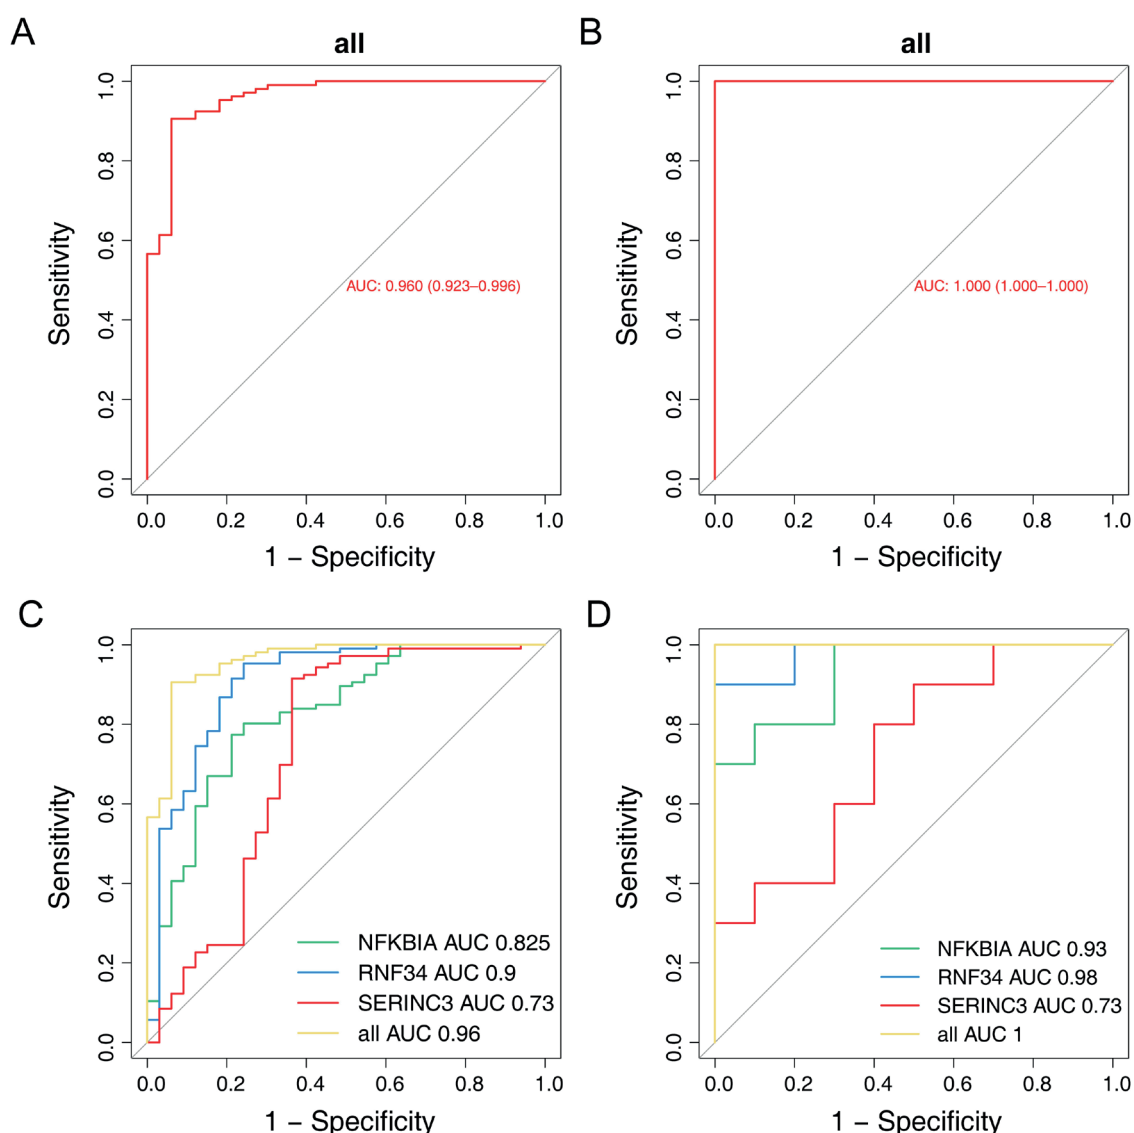 A
all
1.0
0.8
0.6
0.4
0.2
0.0
Sensitivity
AUC: 0.960 (0.923–0.996)
0.0 0.2 0.4 0.6 0.8 1.0
1 – Specificity
B
all
1.0
0.8
0.6
0.4
0.2
0.0
Sensitivity
AUC: 1.000 (1.000–1.000)
0.0 0.2 0.4 0.6 0.8 1.0
1 – Specificity
C
1.0
0.8
0.6
0.4
0.2
0.0
Sensitivity
NFKBIA AUC 0.825
RNF34 AUC 0.9
SERINC3 AUC 0.73
all AUC 0.96
0.0 0.2 0.4 0.6 0.8 1.0
1 – Specificity
D
1.0
0.8
0.6
0.4
0.2
0.0
Sensitivity
NFKBIA AUC 0.93
RNF34 AUC 0.98
SERINC3 AUC 0.73
all AUC 1
0.0 0.2 0.4 0.6 0.8 1.0
1 – Specificity